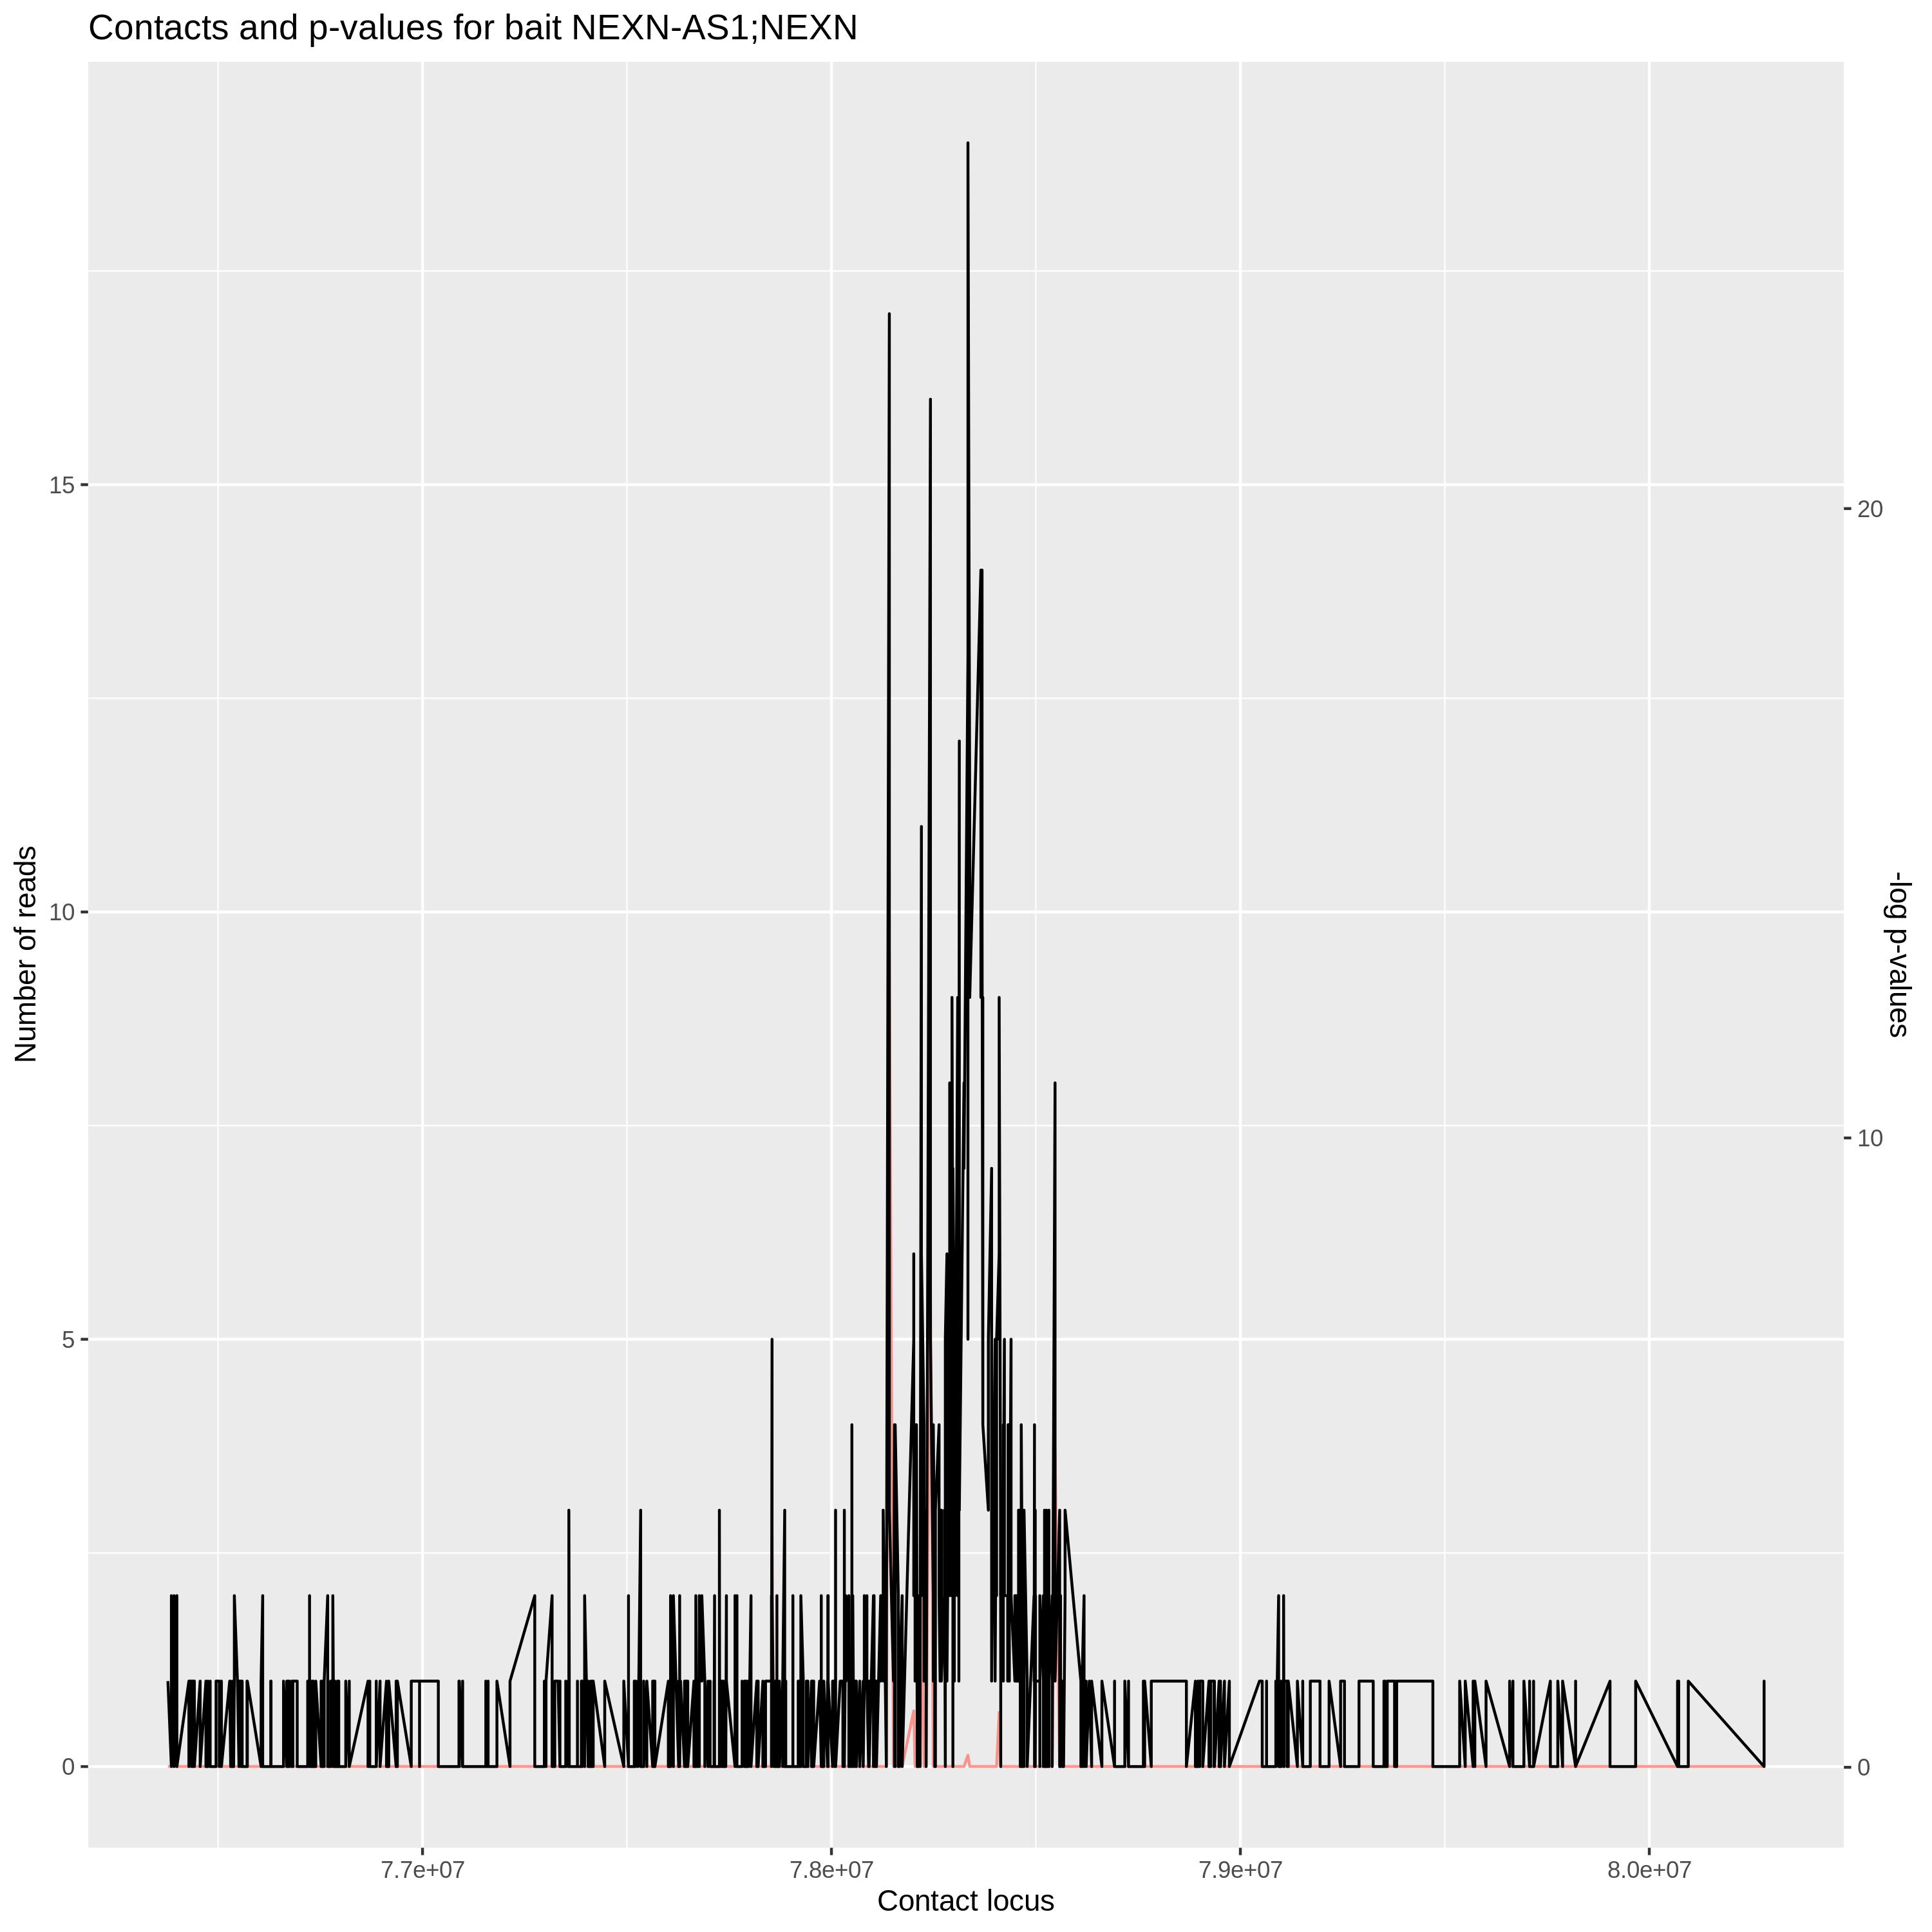 Contacts and p-values for bait NEXN-AS1;NEXN
Number of reads
15
10
5
0
20
10
0
-log p-values
7.7e+07
7.8e+07
7.9e+07
8.0e+07
Contact locus